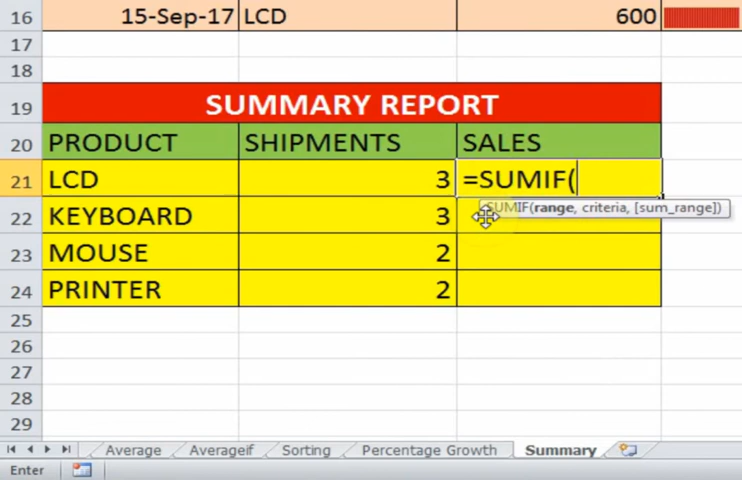 16 15-Sep-17 LCD 600
17
18
19 SUMMARY REPORT
20 PRODUCT SHIPMENTS SALES
21 LCD 3 =SUMIF(
SUMIF(range, criteria, [sum_range])
22 KEYBOARD 3
23 MOUSE 2
24 PRINTER 2
25
26
27
28
29
Average Averageif Sorting Percentage Growth Summary
Enter